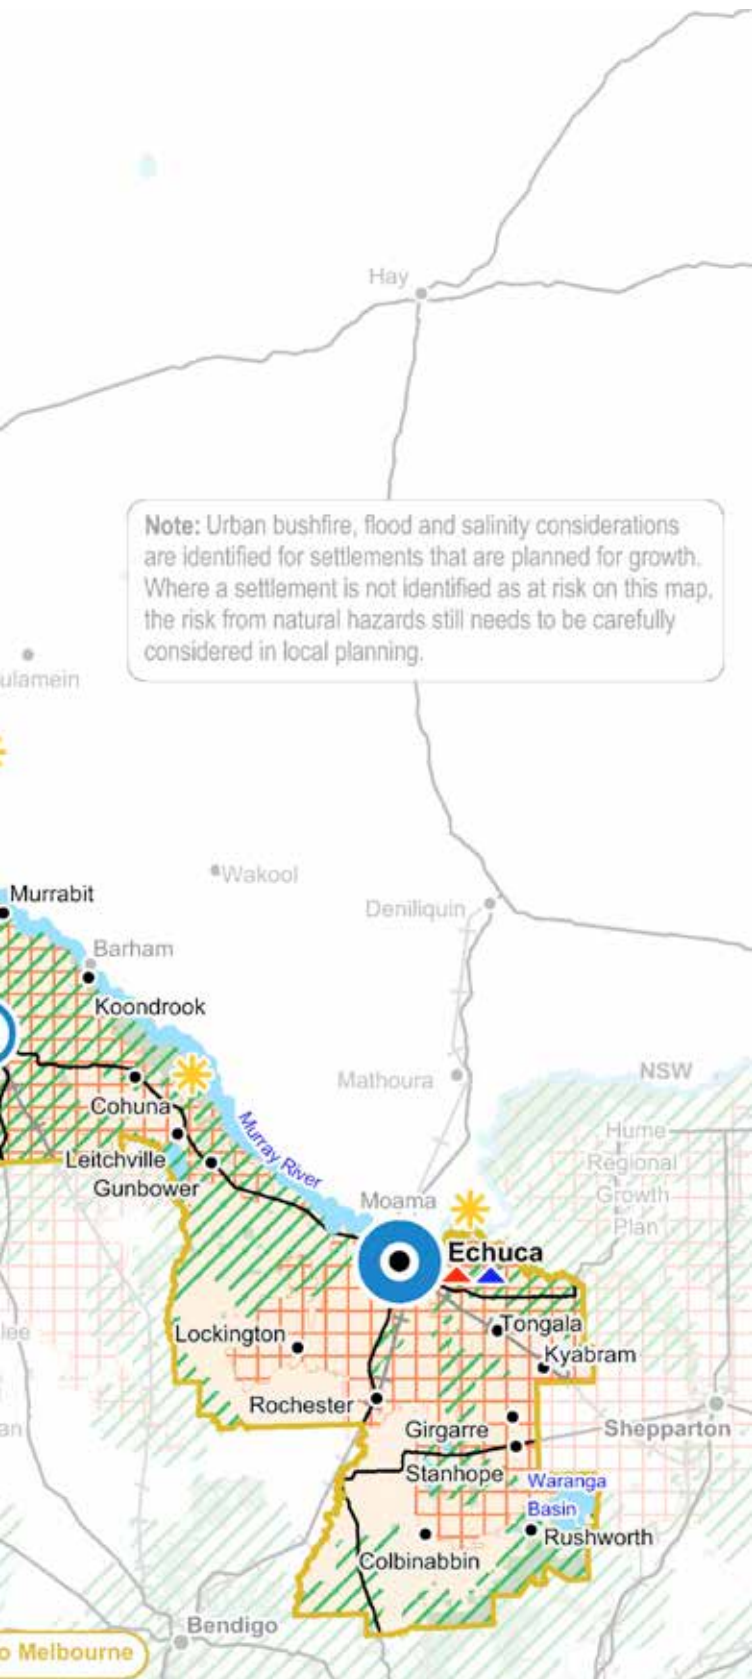 Hay
Note: Urban bushfire, flood and salinity considerations
are identified for settlements that are planned for growth.
Where a settlement is not identified as at risk on this map,
the risk from natural hazards still needs to be carefully
considered in local planning.
ulamein
Wakool
Murrabit
Deniliquin
Barham
Koondrook
Mathoura
NSW
Cohuna
Murray River
Hume
Regional
Growth
Plan
Leitchville
Gunbower
Moama
Echuca
Tongala
lee
Lockington
Kyabram
Rochester
Girgarre
Shepparton
an
Stanhope
Waranga
Basin
Rushworth
Colbinabbin
Bendigo
o Melbourne